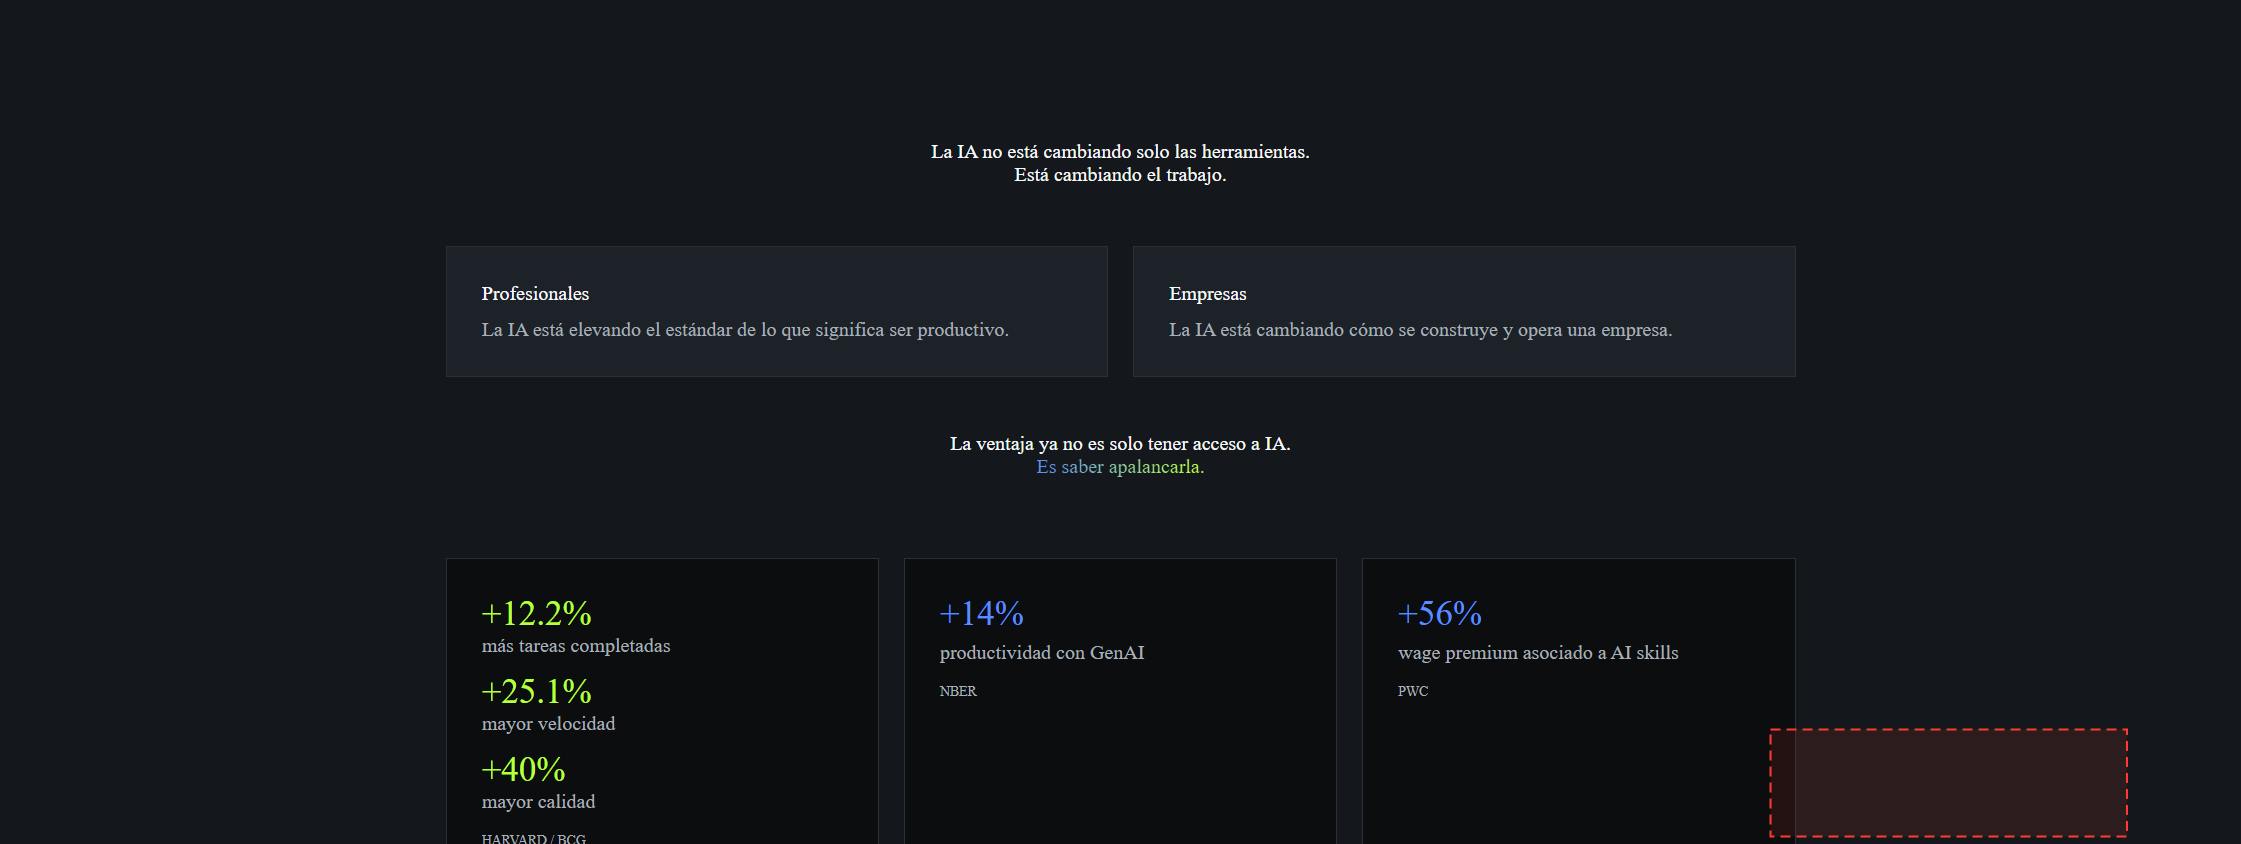 La IA no está cambiando solo las herramientas.
Está cambiando el trabajo.
Profesionales
La IA está elevando el estándar de lo que significa ser productivo.
Empresas
La IA está cambiando cómo se construye y opera una empresa.
La ventaja ya no es solo tener acceso a IA.
Es saber apalancarla.
+12.2%
más tareas completadas
+25.1%
mayor velocidad
+40%
mayor calidad
HARVARD / BCG
+14%
productividad con GenAI
NBER
+56%
wage premium asociado a AI skills
PWC